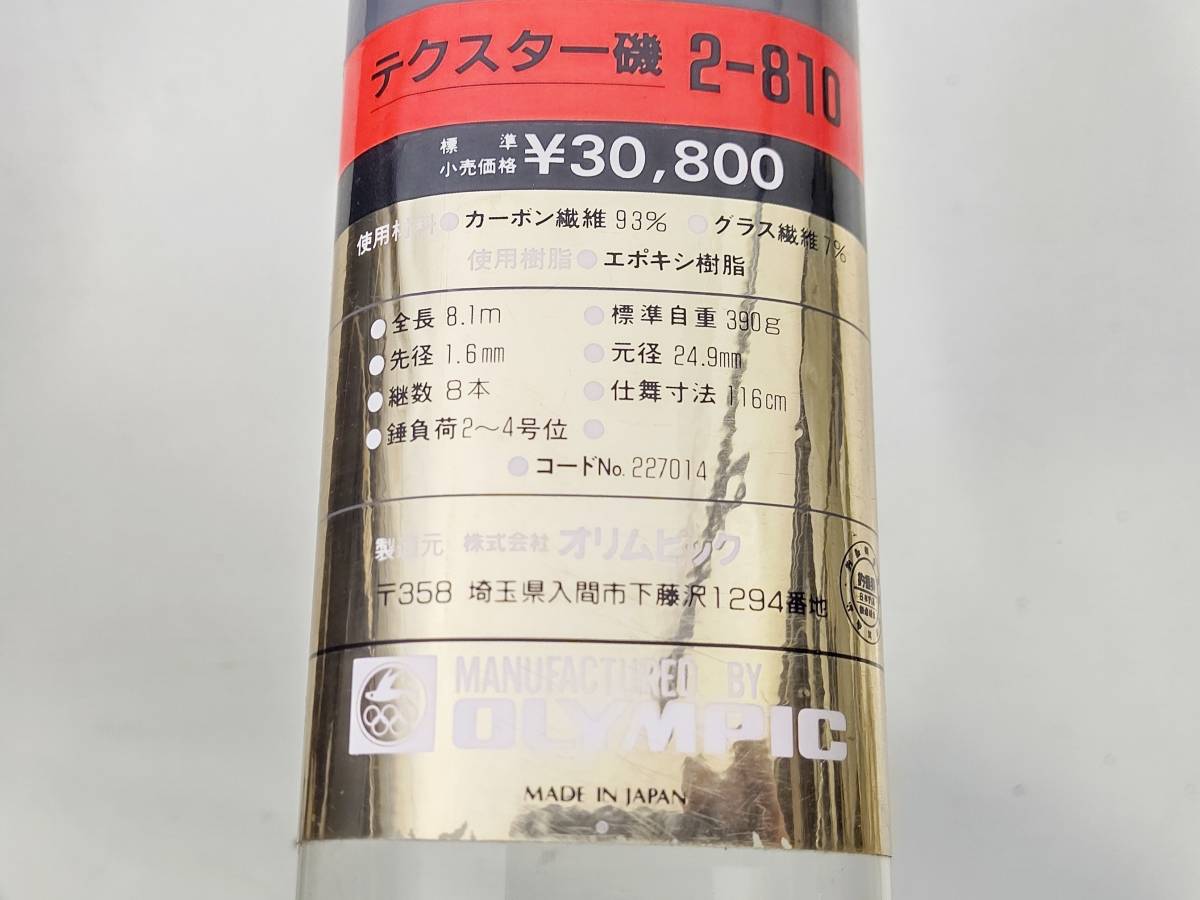 テクスター磯 2-810
標準
小売価格 ¥30,800
使用材料 ● カーボン繊維 93% ● グラス繊維 7%
使用樹脂 ● エポキシ樹脂
● 全長 8.1m ● 標準自重 390g
● 先径 1.6mm ● 元径 24.9mm
● 継数 8本 ● 仕舞寸法 116cm
● 錘負荷2〜4号位 ●
● コードNo. 227014
製造元 株式会社 オリムピック
〒358 埼玉県入間市下藤沢1294番地
MANUFACTURED BY
OLYMPIC
MADE IN JAPAN